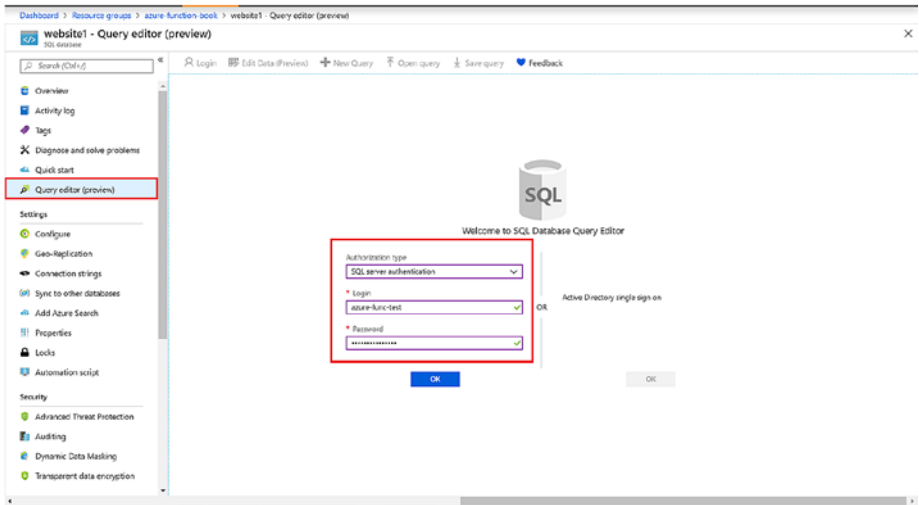 Dashboard > Resource groups > azure-function-book > website1 - Query editor (preview)
website1 - Query editor (preview)
SQL database
Search (Ctrl+/)
Login Edit Data (Preview) New Query Open query Save query Feedback
Overview
Activity log
Tags
Diagnose and solve problems
Quick start
Query editor (preview)
Settings
Configure
Geo-Replication
Connection strings
Sync to other databases
Add Azure Search
Properties
Locks
Automation script
Security
Advanced Threat Protection
Auditing
Dynamic Data Masking
Transparent data encryption
SQL
Welcome to SQL Database Query Editor
Authorization type
SQL server authentication
* Login
azure-func-test
* Password
•••••••••••••••
OK
OR
Active Directory single sign-on
OK